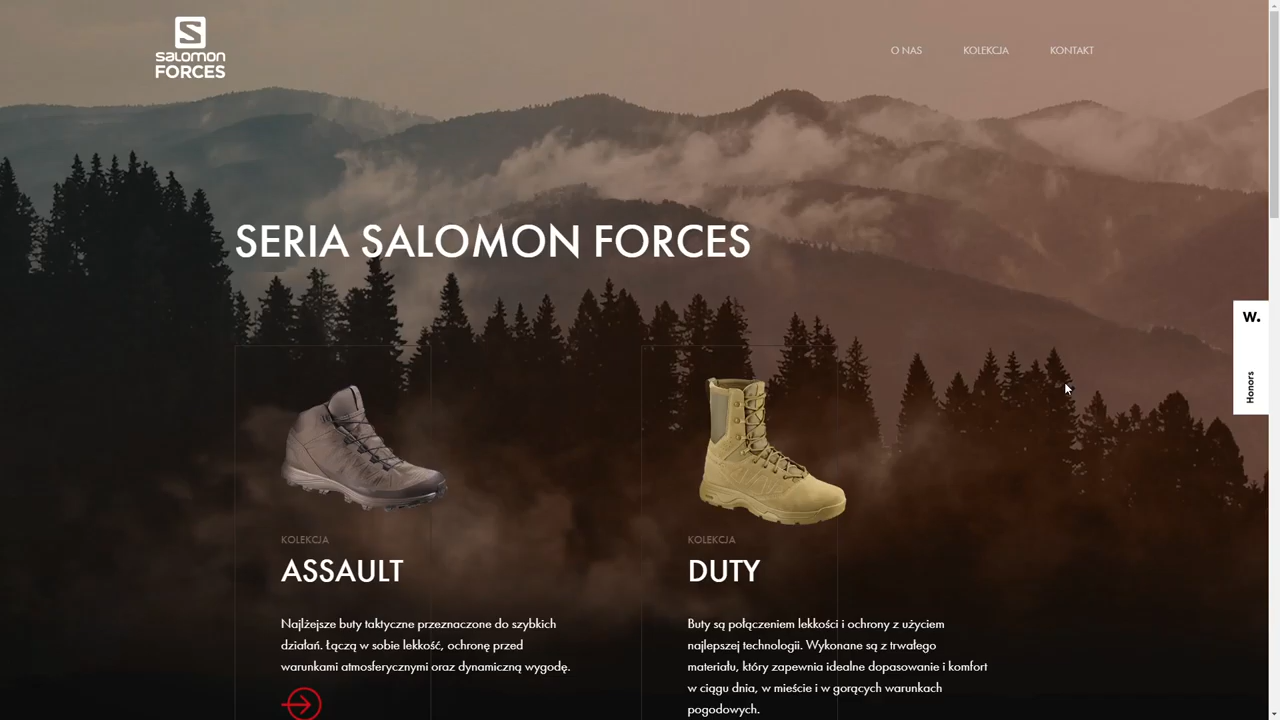 salomon
FORCES
O NAS
KOLEKCJA
KONTAKT
SERIA SALOMON FORCES
W.
Honors
KOLEKCJA
ASSAULT
Najlżejsze buty taktyczne przeznaczone do szybkich
działań. Łączą w sobie lekkość, ochronę przed
warunkami atmosferycznymi oraz dynamiczną wygodę.
KOLEKCJA
DUTY
Buty są połączeniem lekkości i ochrony z użyciem
najlepszej technologii. Wykonane są z trwałego
materiału, który zapewnia idealne dopasowanie i komfort
w ciągu dnia, w mieście i w gorących warunkach
pogodowych.